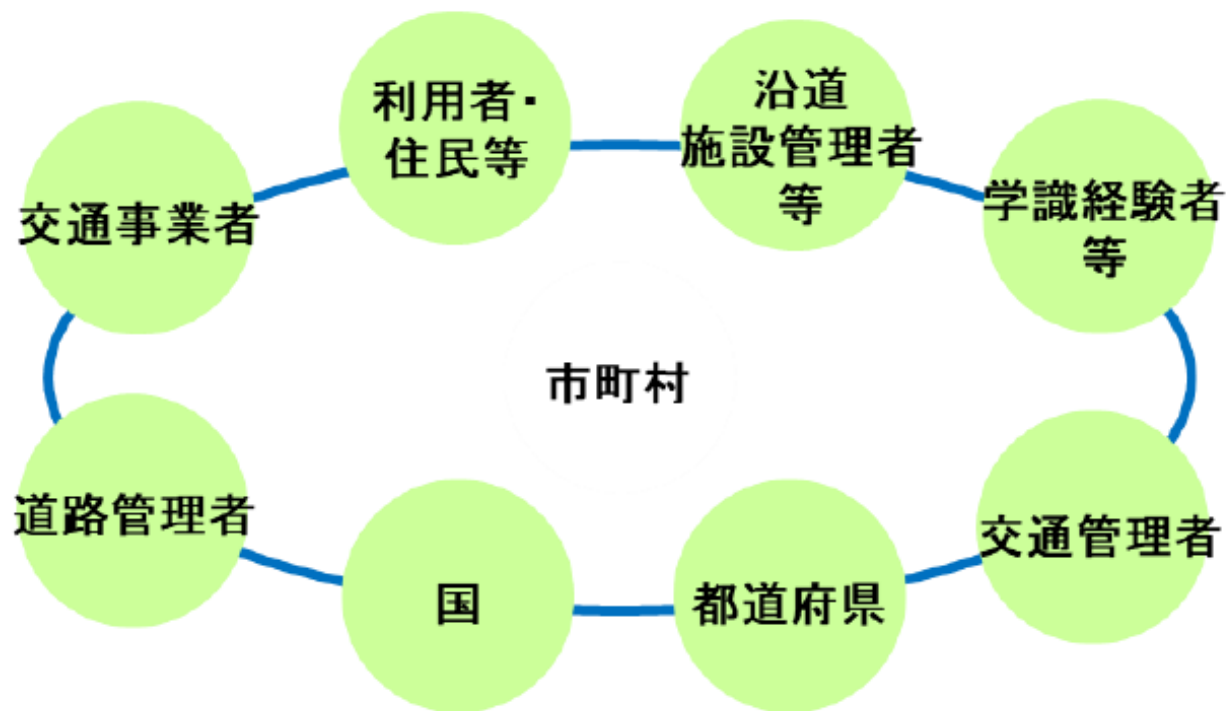 利用者・
住民等
沿道
施設管理者
等
交通事業者
学識経験者
等
市町村
道路管理者
交通管理者
国
都道府県